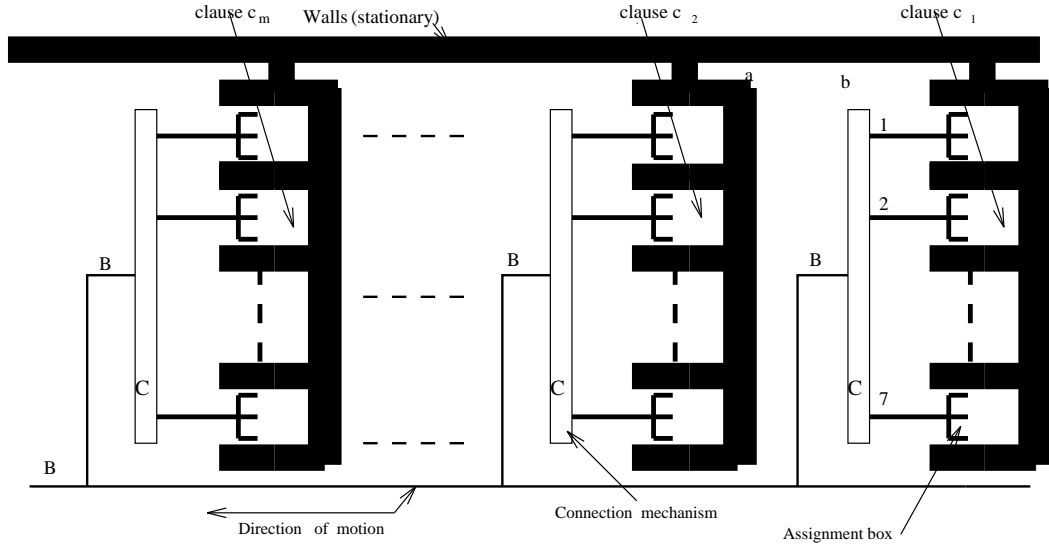 clause c m
Walls (stationary)
clause c 2
clause c 1
a
b
1
2
B
B
B
C
C
C
7
B
Direction of motion
Connection mechanism
Assignment box